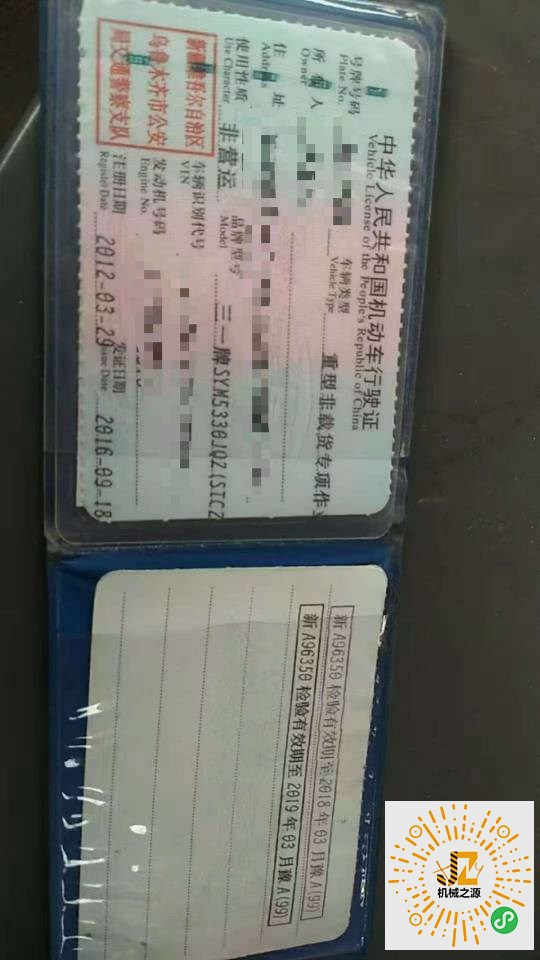 中华人民共和国机动车行驶证
Vehicle License of the People's Republic of China
号牌号码
Plate No.
车辆类型
Vehicle Type
重型非载货专项作
所有人
Owner
住址
Address
使用性质
Use Character
非营运
品牌型号
Model
三一牌SYM5330JQZ(STC2
新疆维吾尔自治区
乌鲁木齐市公安
局交通警察支队
车辆识别代号
VIN
发动机号码
Engine No.
注册日期
Register Date
2012-03-29
发证日期
Issue Date
2016-09-18
新A96350检验有效期至2018年03月豫A(99)
新A96350检验有效期至2019年03月豫A(99)
JZ
机械之源